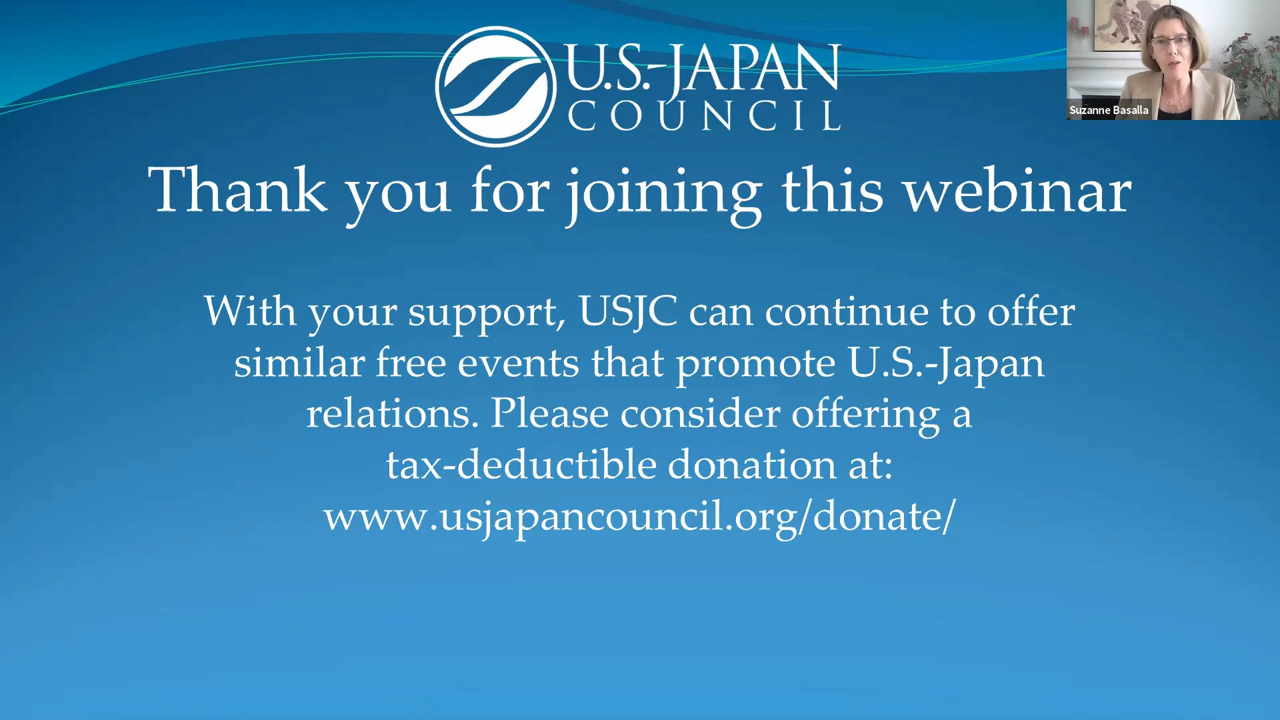 U.S.-JAPAN
COUNCIL
Suzanne Basalla
Thank you for joining this webinar
With your support, USJC can continue to offer
similar free events that promote U.S.-Japan
relations. Please consider offering a
tax-deductible donation at:
www.usjapancouncil.org/donate/